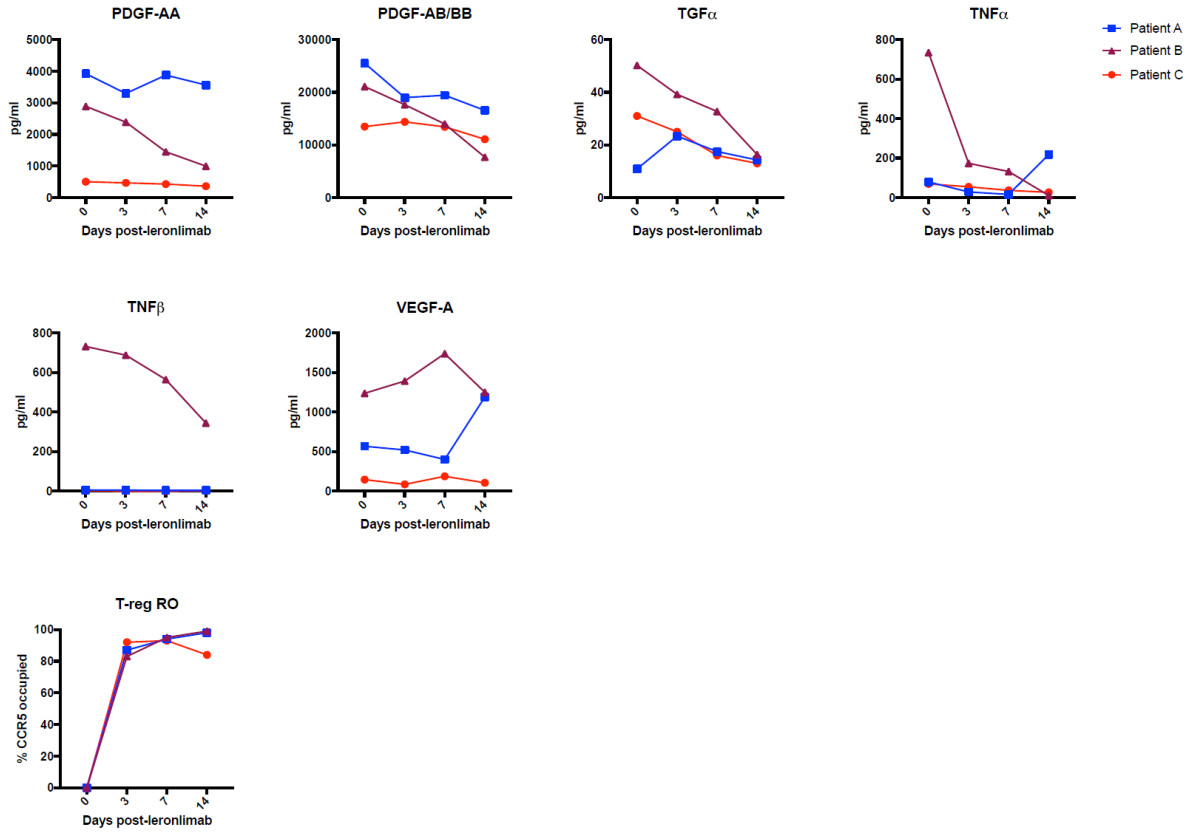 PDGF-AA
5000
4000
3000
2000
1000
0
pg/ml
0 3 7 14
Days post-leronlimab
PDGF-AB/BB
30000
20000
10000
0
pg/ml
0 3 7 14
Days post-leronlimab
TGFα
60
40
20
0
pg/ml
0 3 7 14
Days post-leronlimab
TNFα
800
600
400
200
0
pg/ml
0 3 7 14
Days post-leronlimab
Patient A
Patient B
Patient C
TNFβ
800
600
400
200
0
pg/ml
0 3 7 14
Days post-leronlimab
VEGF-A
2000
1500
1000
500
0
pg/ml
0 3 7 14
Days post-leronlimab
T-reg RO
100
80
60
40
20
0
% CCR5 occupied
0 3 7 14
Days post-leronlimab